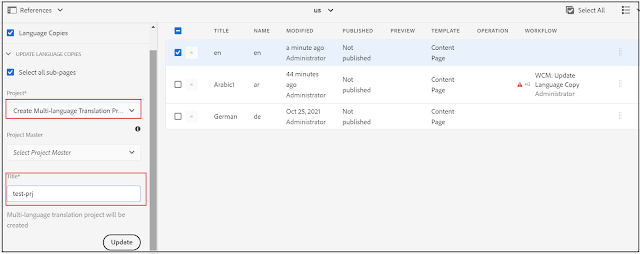 References
us
Select All
Language Copies
UPDATE LANGUAGE COPIES
Select all sub-pages
Project*
Create Multi-language Translation Pr...
Project Master
Select Project Master
Title*
test-prj
Multi-language translation project will be
created
Update
TITLE NAME MODIFIED PUBLISHED PREVIEW TEMPLATE OPERATION WORKFLOW
en en a minute ago Not Content
Administrator published Page
44 minutes WCM: Update
Arabic1 ar ago Not Content +2 Language Copy
Administrator published Page Administrator
German de Oct 25, 2021 Not Content
Administrator published Page